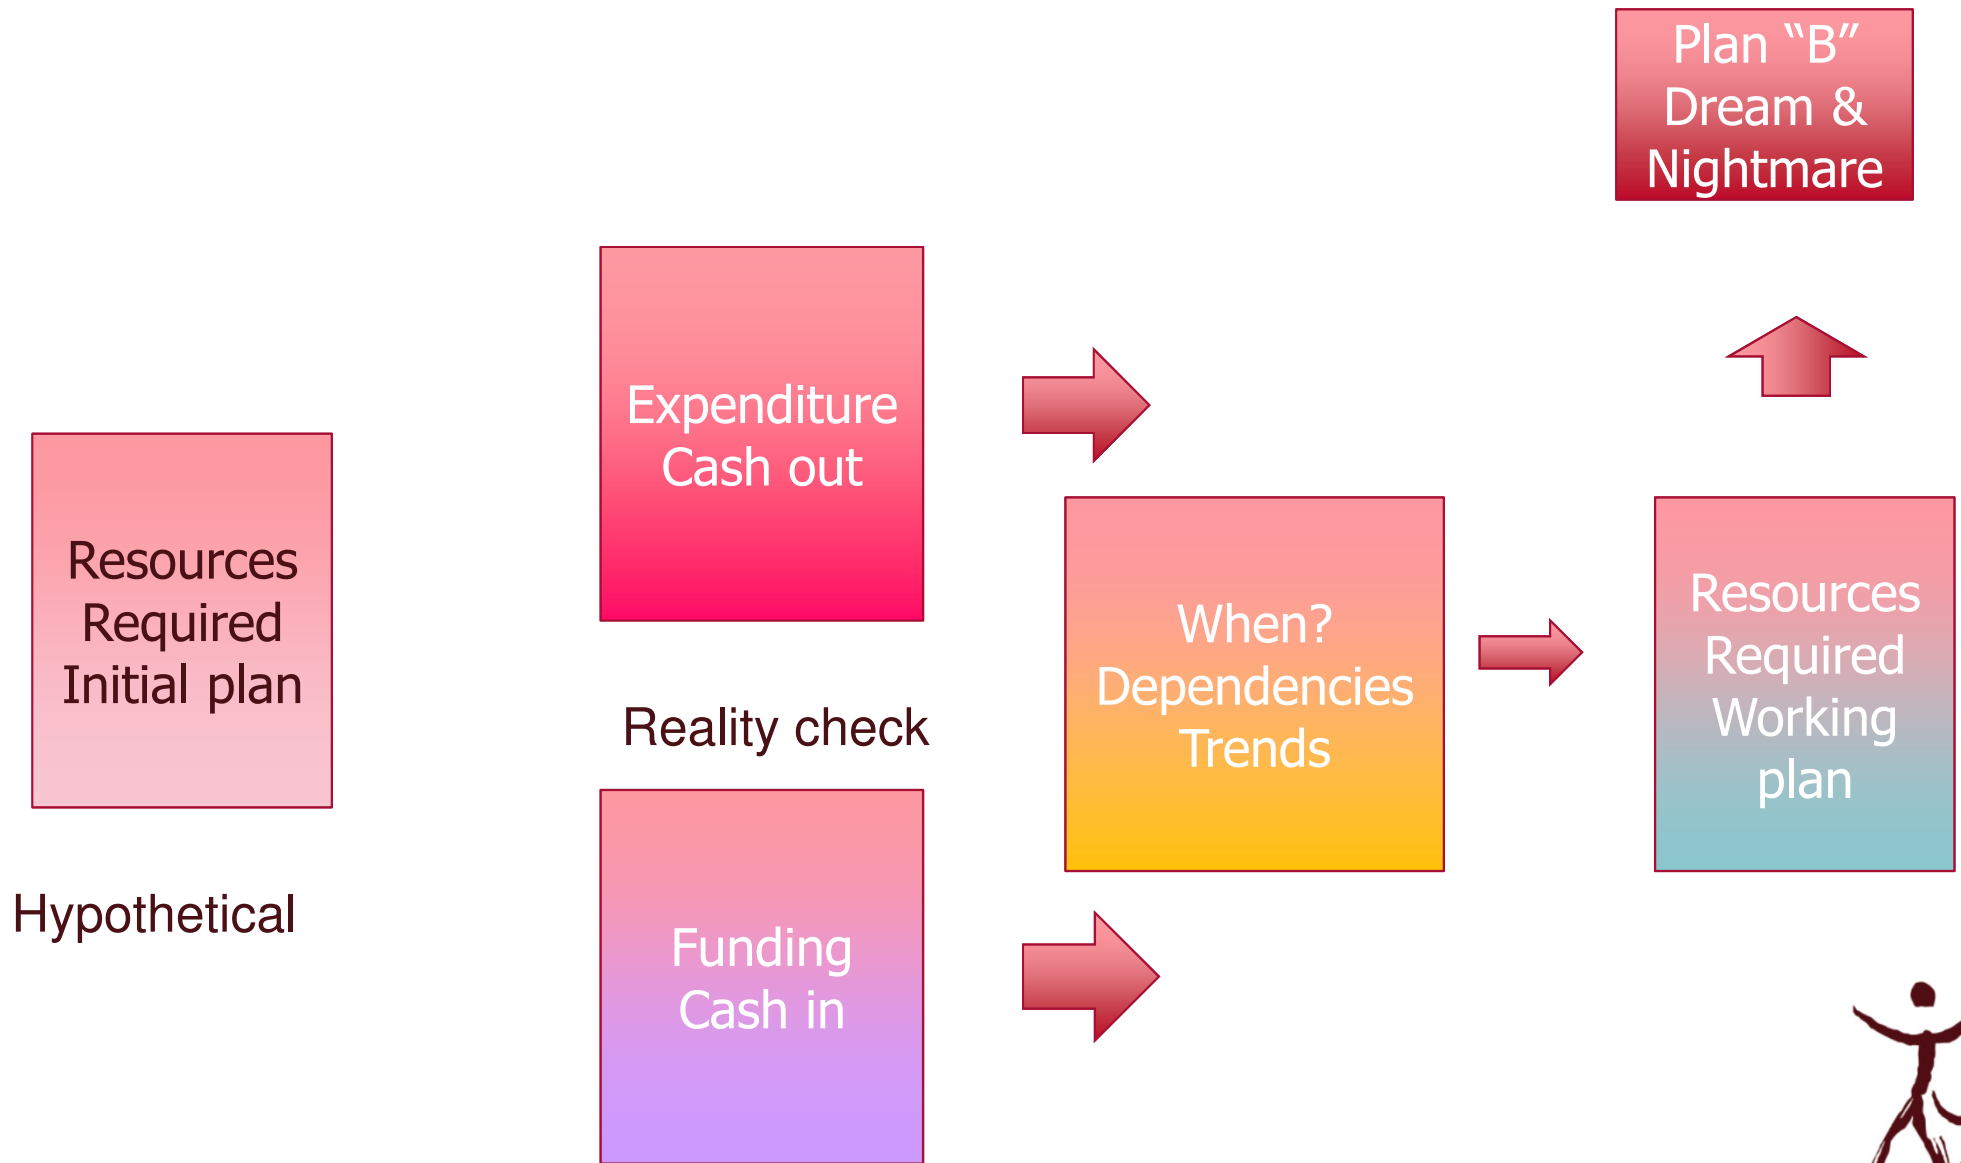 Plan “B”
Dream &
Nightmare
Expenditure
Cash out
Resources
Required
Initial plan
When?
Dependencies
Trends
Resources
Required
Working
plan
Reality check
Hypothetical
Funding
Cash in